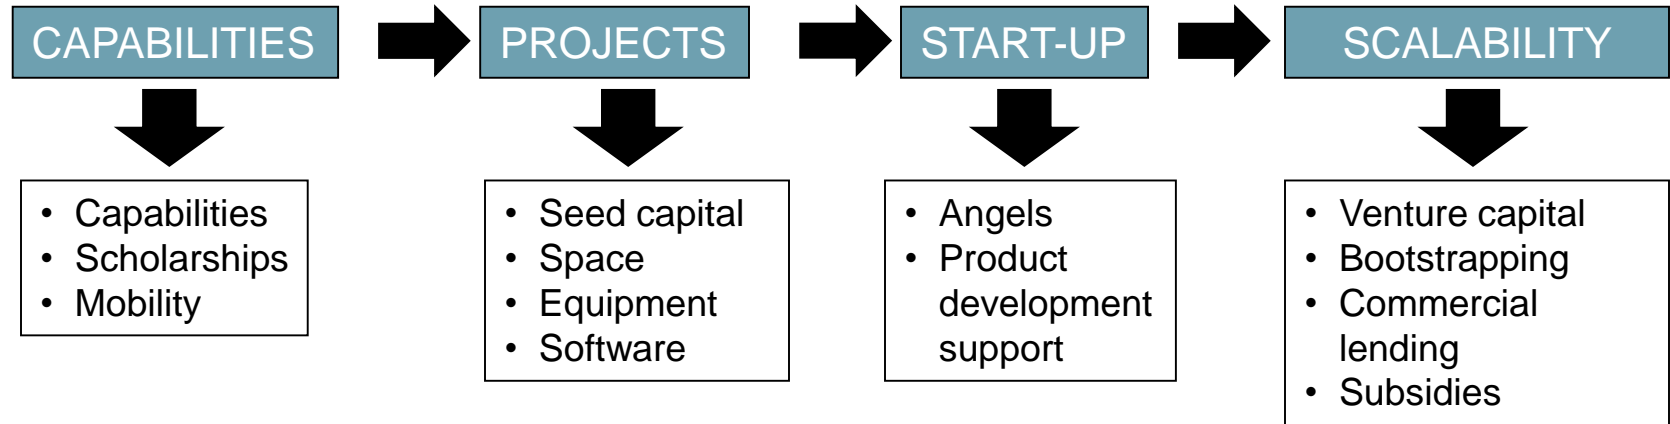 CAPABILITIES
PROJECTS
START-UP
SCALABILITY
• Capabilities
• Scholarships
• Mobility
• Seed capital
• Space
• Equipment
• Software
• Angels
• Product
development
support
• Venture capital
• Bootstrapping
• Commercial
lending
• Subsidies